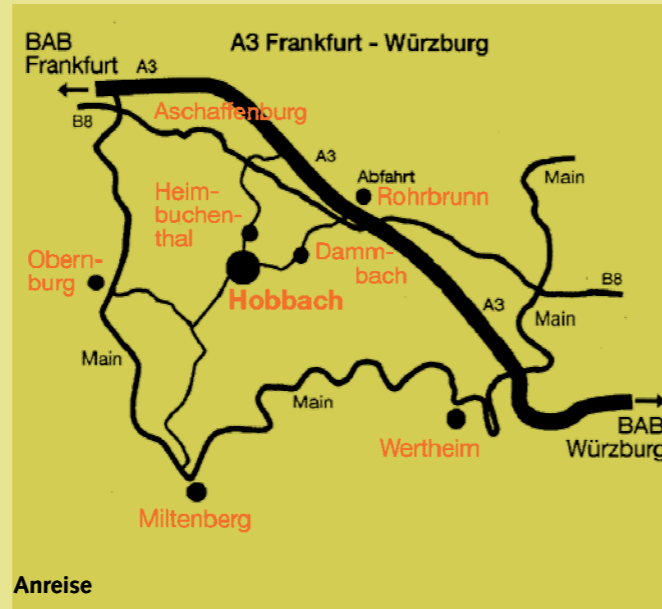 BAB
Frankfurt
A3
A3 Frankfurt - Würzburg
B8
Aschaffenburg
A3
Abfahrt
Rohrbrunn
Main
Heim-
buchen-
thal
Damm-
bach
Obern-
burg
Hobbach
B8
A3
Main
Main
Main
Wertheim
BAB
Würzburg
Miltenberg
Anreise